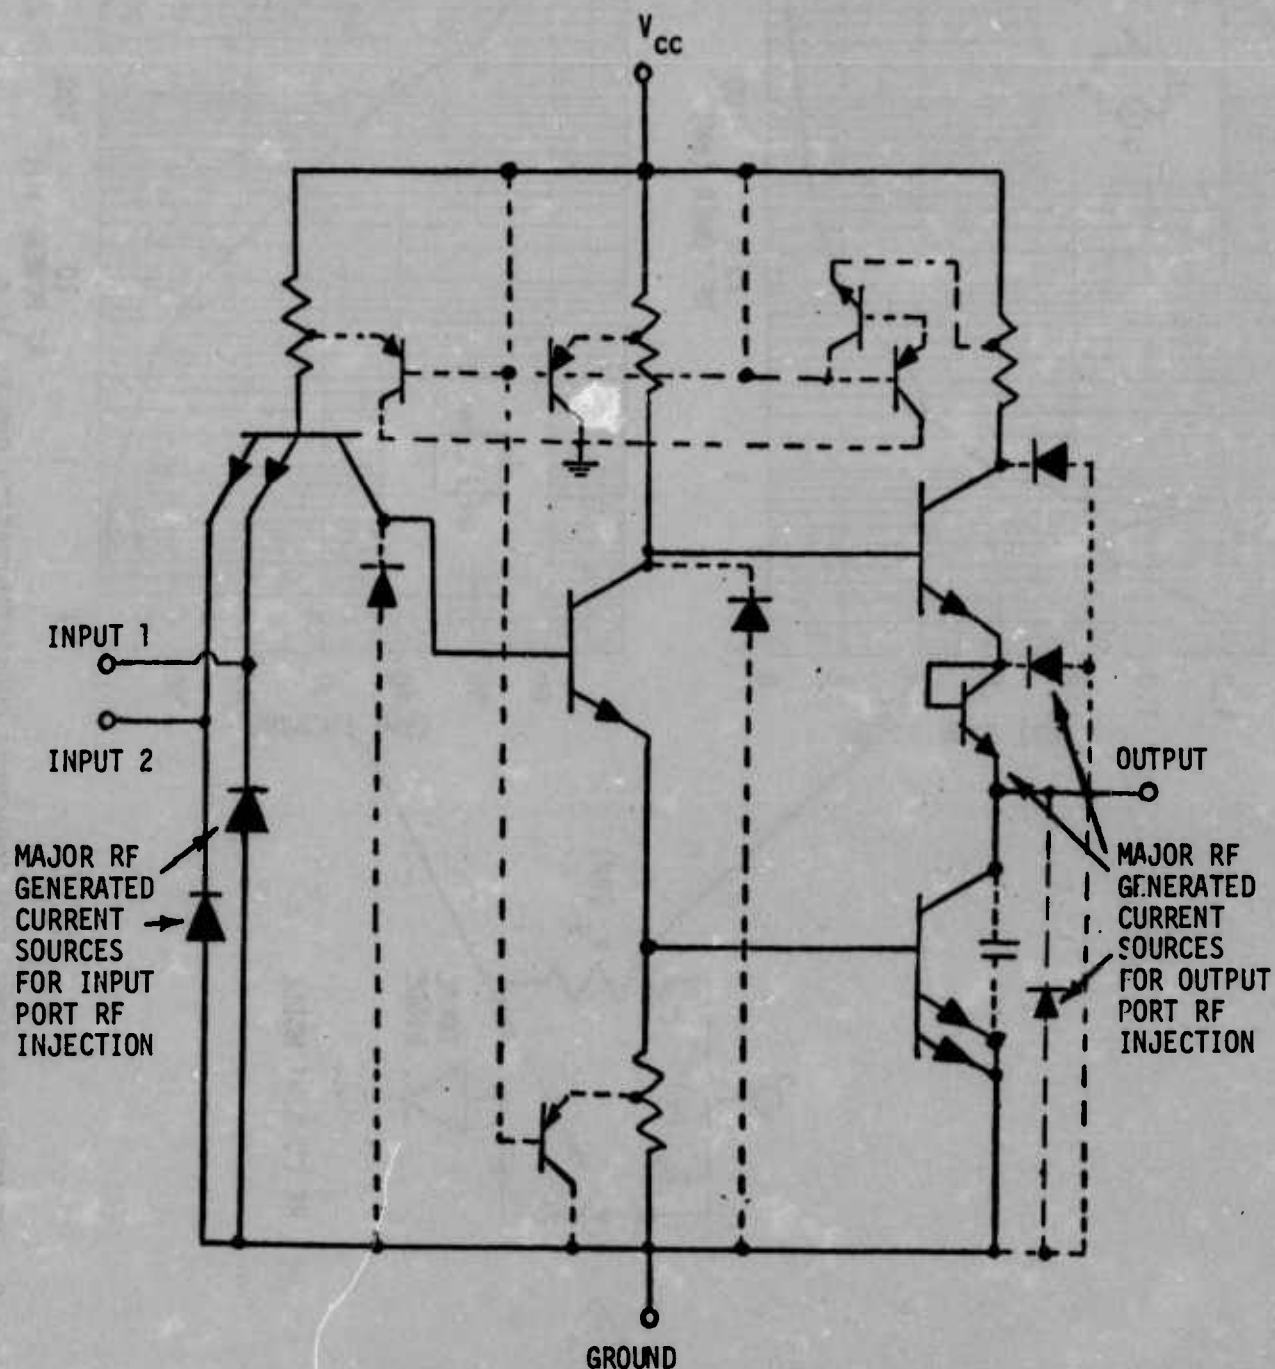 VCC
INPUT 1
INPUT 2
OUTPUT
MAJOR RF
GENERATED
CURRENT
SOURCES
FOR INPUT
PORT RF
INJECTION
MAJOR RF
GENERATED
CURRENT
SOURCES
FOR OUTPUT
PORT RF
INJECTION
GROUND